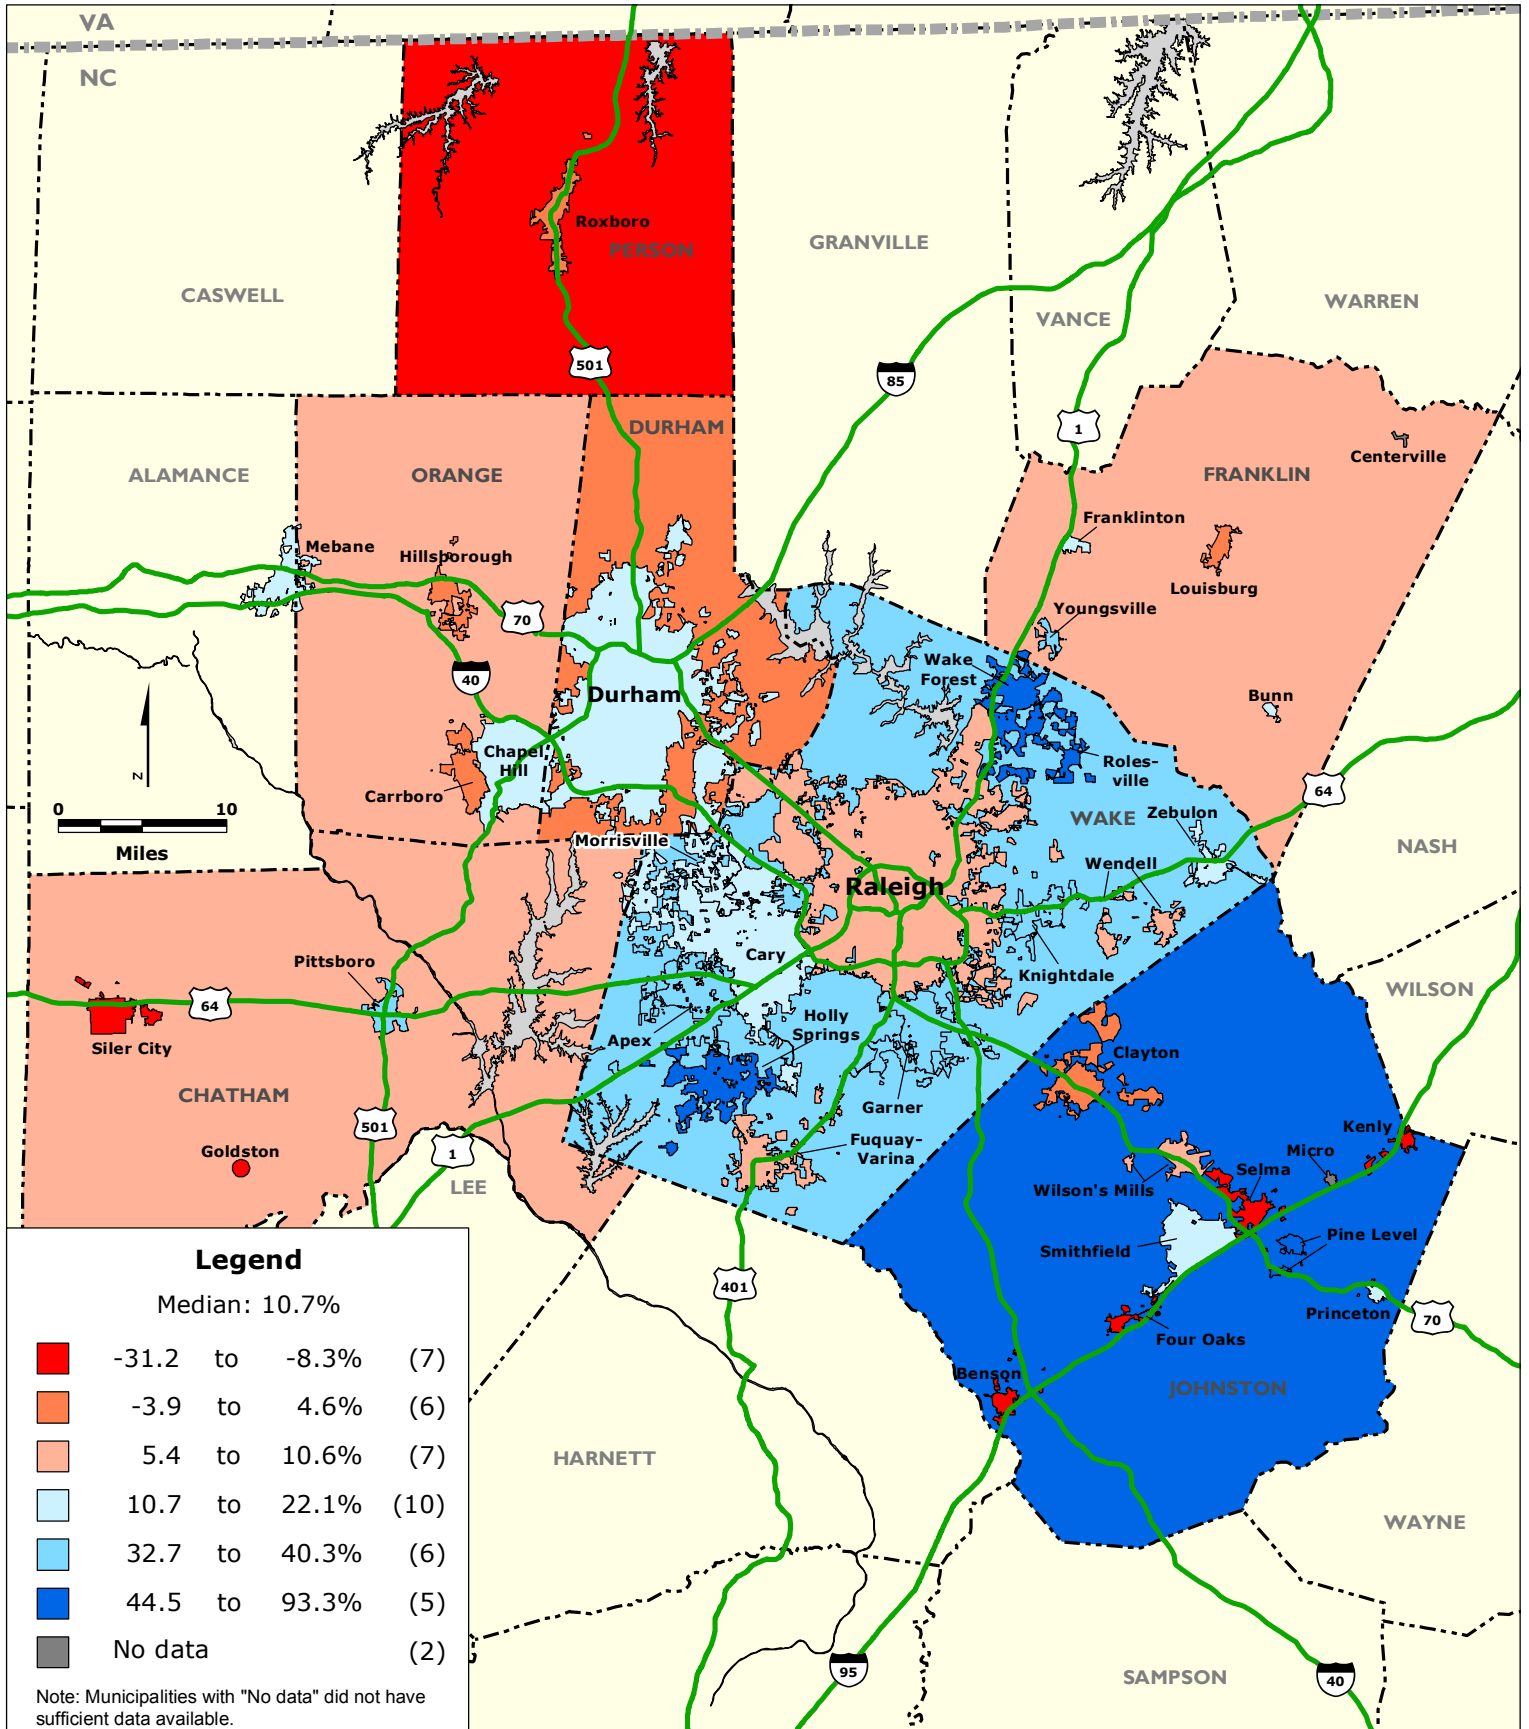 VA
NC
Roxboro
PERSON
GRANVILLE
CASWELL
VANCE
WARREN
501
85
1
DURHAM
ALAMANCE
ORANGE
FRANKLIN
Centerville
Franklinton
Mebane
Hillsborough
Louisburg
Youngsville
70
40
Wake
Forest
Durham
Bunn
Chapel
Hill
Roles-
ville
Carrboro
64
0
10
Miles
N
Morrisville
WAKE
Zebulon
Wendell
NASH
Raleigh
Cary
Knightdale
Pittsboro
WILSON
64
Siler City
Holly
Springs
Apex
Clayton
CHATHAM
Garner
501
1
Goldston
Fuquay-
Varina
Kenly
Micro
Selma
LEE
Wilson's Mills
Smithfield
Pine Level
401
Princeton
70
Four Oaks
Benson
JOHNSTON
HARNETT
WAYNE
95
SAMPSON
40
Legend
Median: 10.7%
-31.2 to -8.3% (7)
-3.9 to 4.6% (6)
5.4 to 10.6% (7)
10.7 to 22.1% (10)
32.7 to 40.3% (6)
44.5 to 93.3% (5)
No data (2)
Note: Municipalities with "No data" did not have
sufficient data available.